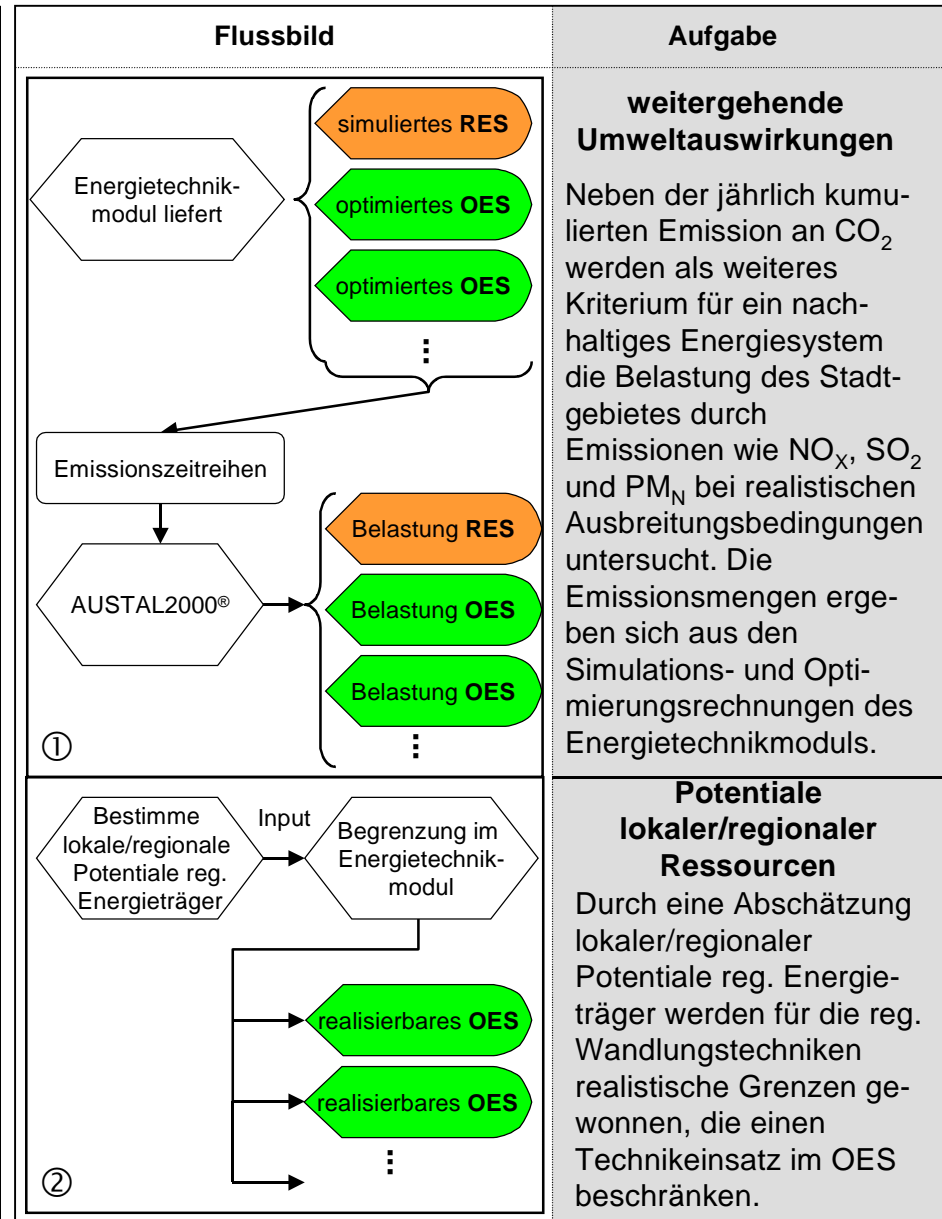 Flussbild
Aufgabe
Energietechnik-
modul liefert
simuliertes RES
optimiertes OES
optimiertes OES
⋮
Emissionszeitreihen
AUSTAL2000®
Belastung RES
Belastung OES
Belastung OES
⋮
①
weitergehende
Umweltauswirkungen
Neben der jährlich kumu-
lierten Emission an CO₂
werden als weiteres
Kriterium für ein nach-
haltiges Energiesystem
die Belastung des Stadt-
gebietes durch
Emissionen wie NOX, SO₂
und PMN bei realistischen
Ausbreitungsbedingungen
untersucht. Die
Emissionsmengen erge-
ben sich aus den
Simulations- und Opti-
mierungsrechnungen des
Energietechnikmoduls.
Bestimme
lokale/regionale
Potentiale reg.
Energieträger
Input
Begrenzung im
Energietechnik-
modul
realisierbares OES
realisierbares OES
⋮
②
Potentiale
lokaler/regionaler
Ressourcen
Durch eine Abschätzung
lokaler/regionaler
Potentiale reg. Energie-
träger werden für die reg.
Wandlungstechniken
realistische Grenzen ge-
wonnen, die einen
Technikeinsatz im OES
beschränken.